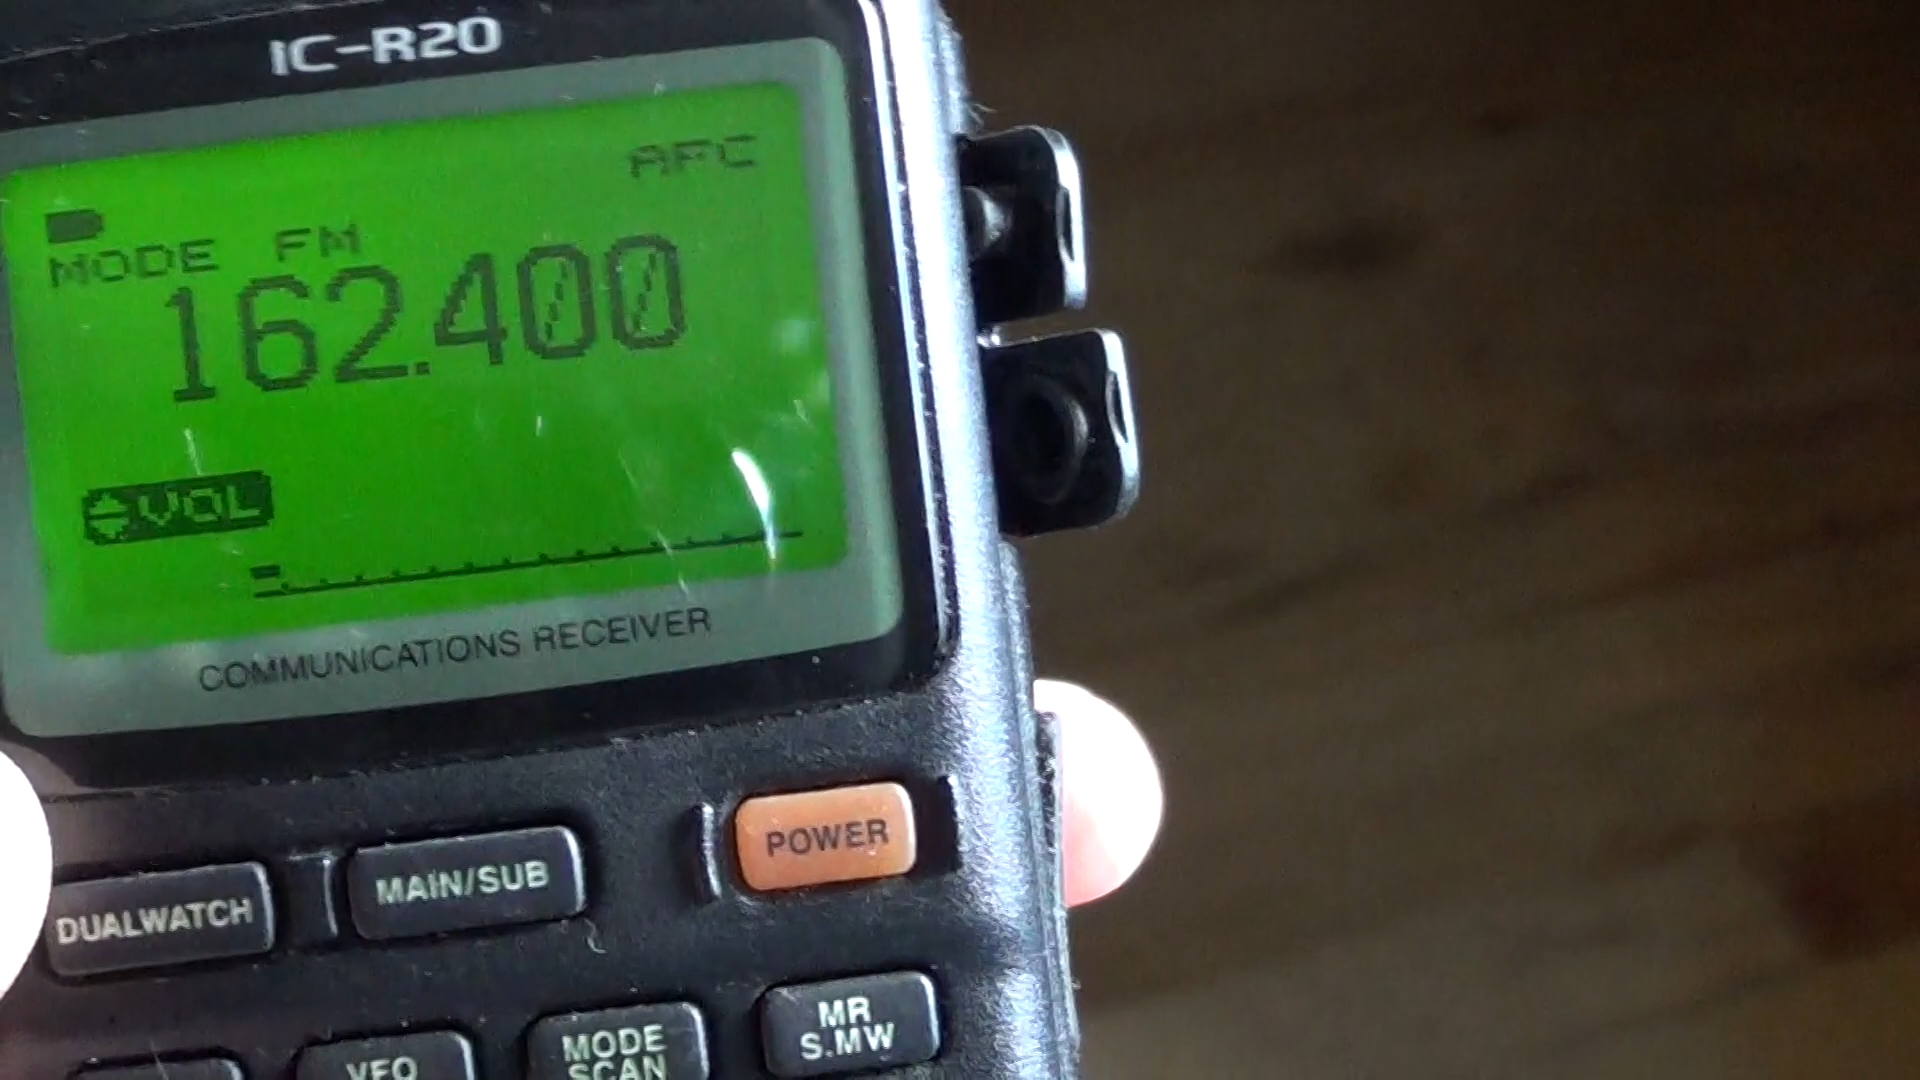 IC-R20
AFC
MODE FM
162.400
VOL
COMMUNICATIONS RECEIVER
POWER
MAIN/SUB
DUALWATCH
MR
S.MW
MODE
SCAN
VFO